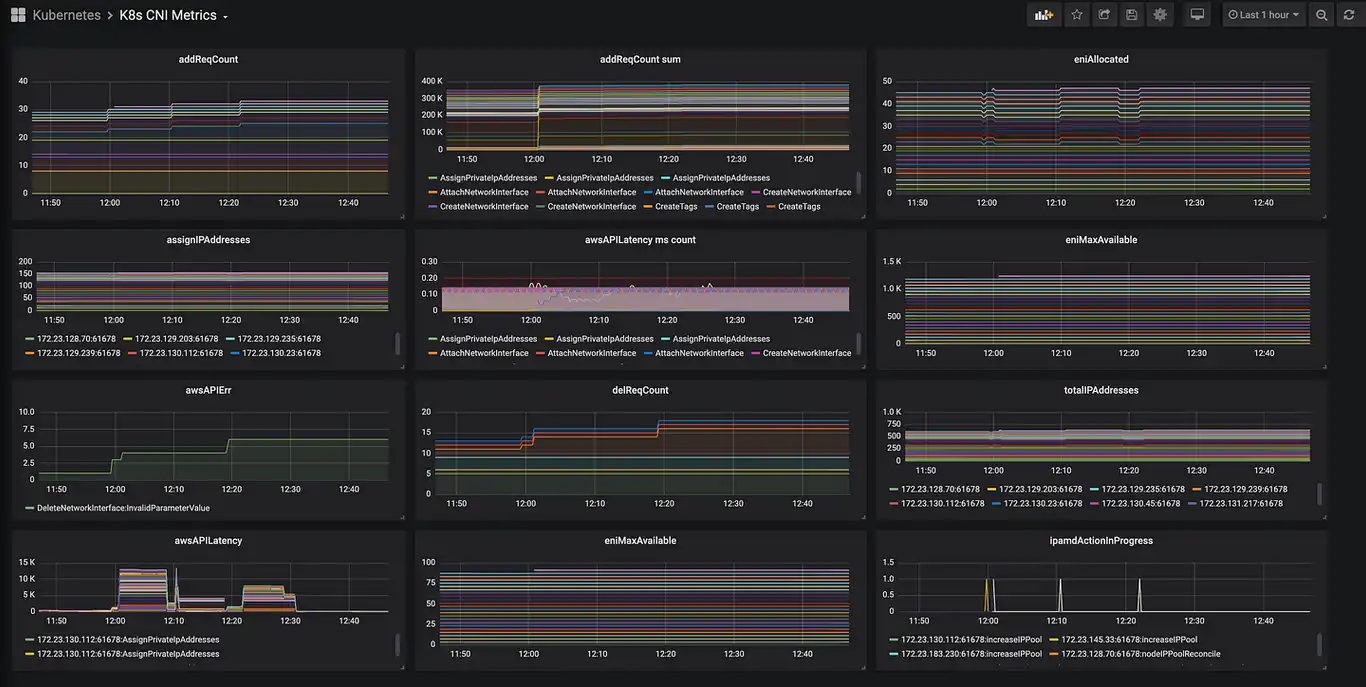 Kubernetes > K8s CNI Metrics
Last 1 hour
addReqCount
40
30
20
10
0
11:50 12:00 12:10 12:20 12:30 12:40
addReqCount sum
400 K
300 K
200 K
100 K
0
11:50 12:00 12:10 12:20 12:30 12:40
AssignPrivateIpAddresses AssignPrivateIpAddresses AssignPrivateIpAddresses
AttachNetworkInterface AttachNetworkInterface AttachNetworkInterface CreateNetworkInterface
CreateNetworkInterface CreateNetworkInterface CreateTags CreateTags CreateTags
eniAllocated
50
40
30
20
10
0
11:50 12:00 12:10 12:20 12:30 12:40
assignIPAddresses
200
150
100
50
0
11:50 12:00 12:10 12:20 12:30 12:40
172.23.128.70:61678 172.23.129.203:61678 172.23.129.235:61678
172.23.129.239:61678 172.23.130.112:61678 172.23.130.23:61678
awsAPILatency ms count
0.30
0.20
0.10
0
11:50 12:00 12:10 12:20 12:30 12:40
AssignPrivateIpAddresses AssignPrivateIpAddresses AssignPrivateIpAddresses
AttachNetworkInterface AttachNetworkInterface AttachNetworkInterface CreateNetworkInterface
eniMaxAvailable
1.5 K
1.0 K
500
0
11:50 12:00 12:10 12:20 12:30 12:40
awsAPIErr
10.0
7.5
5.0
2.5
0
11:50 12:00 12:10 12:20 12:30 12:40
DeleteNetworkInterface:InvalidParameterValue
delReqCount
20
15
10
5
0
11:50 12:00 12:10 12:20 12:30 12:40
totalIPAddresses
1.0 K
750
500
250
0
11:50 12:00 12:10 12:20 12:30 12:40
172.23.128.70:61678 172.23.129.203:61678 172.23.129.235:61678 172.23.129.239:61678
172.23.130.112:61678 172.23.130.23:61678 172.23.130.45:61678 172.23.131.217:61678
awsAPILatency
15 K
10 K
5 K
0
11:50 12:00 12:10 12:20 12:30 12:40
172.23.130.112:61678:AssignPrivateIpAddresses
172.23.130.112:61678:AssignPrivateIpAddresses
eniMaxAvailable
100
75
50
25
0
11:50 12:00 12:10 12:20 12:30 12:40
ipamdActionInProgress
1.5
1.0
0.5
0
11:50 12:00 12:10 12:20 12:30 12:40
172.23.130.112:61678:increaseIPPool 172.23.145.33:61678:increaseIPPool
172.23.183.230:61678:increaseIPPool 172.23.128.70:61678:nodeIPPoolReconcile